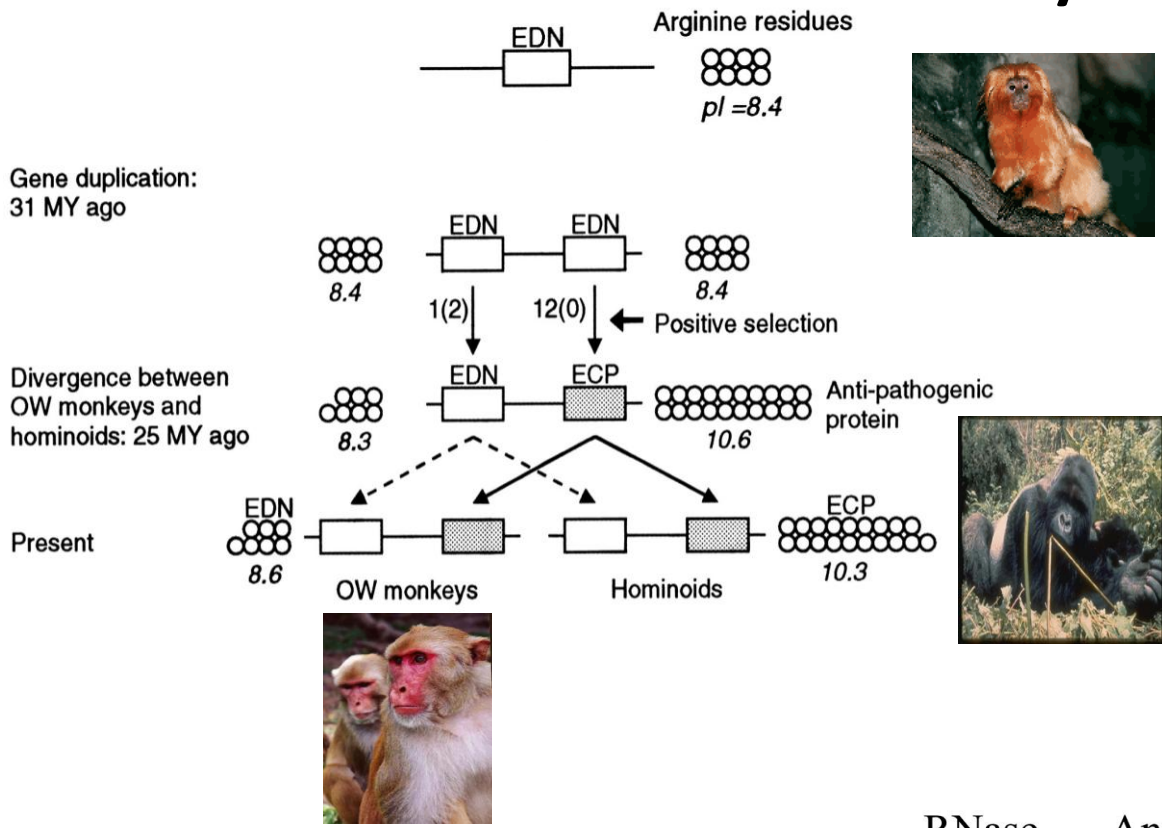 EDN
Arginine residues
pI =8.4
Gene duplication:
31 MY ago
EDN
EDN
8.4
8.4
1(2)
12(0)
Positive selection
Divergence between
OW monkeys and
hominoids: 25 MY ago
EDN
ECP
8.3
10.6
Anti-pathogenic
protein
Present
EDN
8.6
ECP
10.3
OW monkeys
Hominoids
RNase